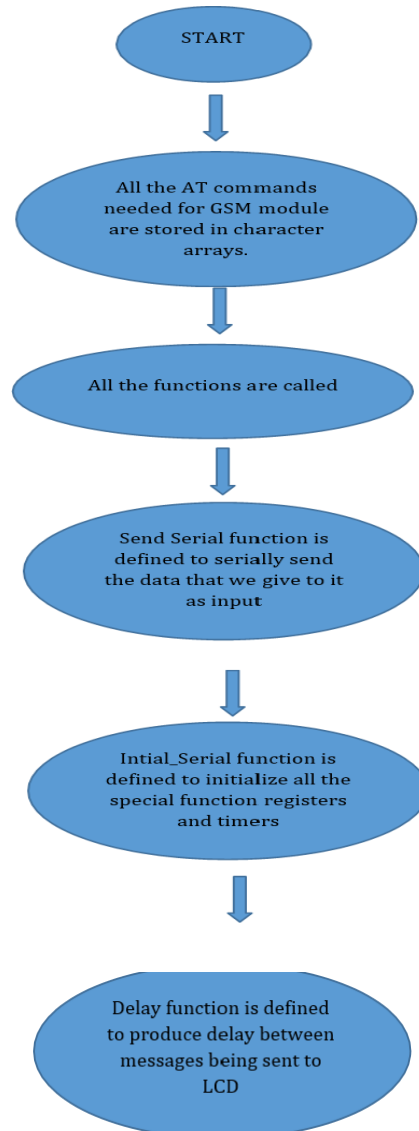 START
All the AT commands
needed for GSM module
are stored in character
arrays.
All the functions are called
Send Serial function is
defined to serially send
the data that we give to it
as input
Intial_Serial function is
defined to initialize all the
special function registers
and timers
Delay function is defined
to produce delay between
messages being sent to
LCD